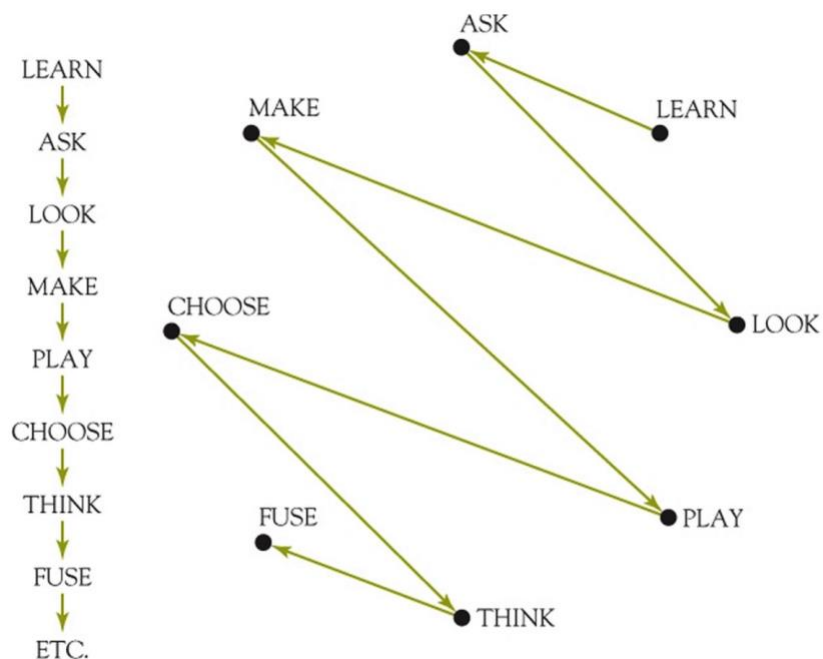 LEARN
ASK
LOOK
MAKE
PLAY
CHOOSE
THINK
FUSE
ETC.
ASK
LEARN
MAKE
LOOK
CHOOSE
PLAY
FUSE
THINK